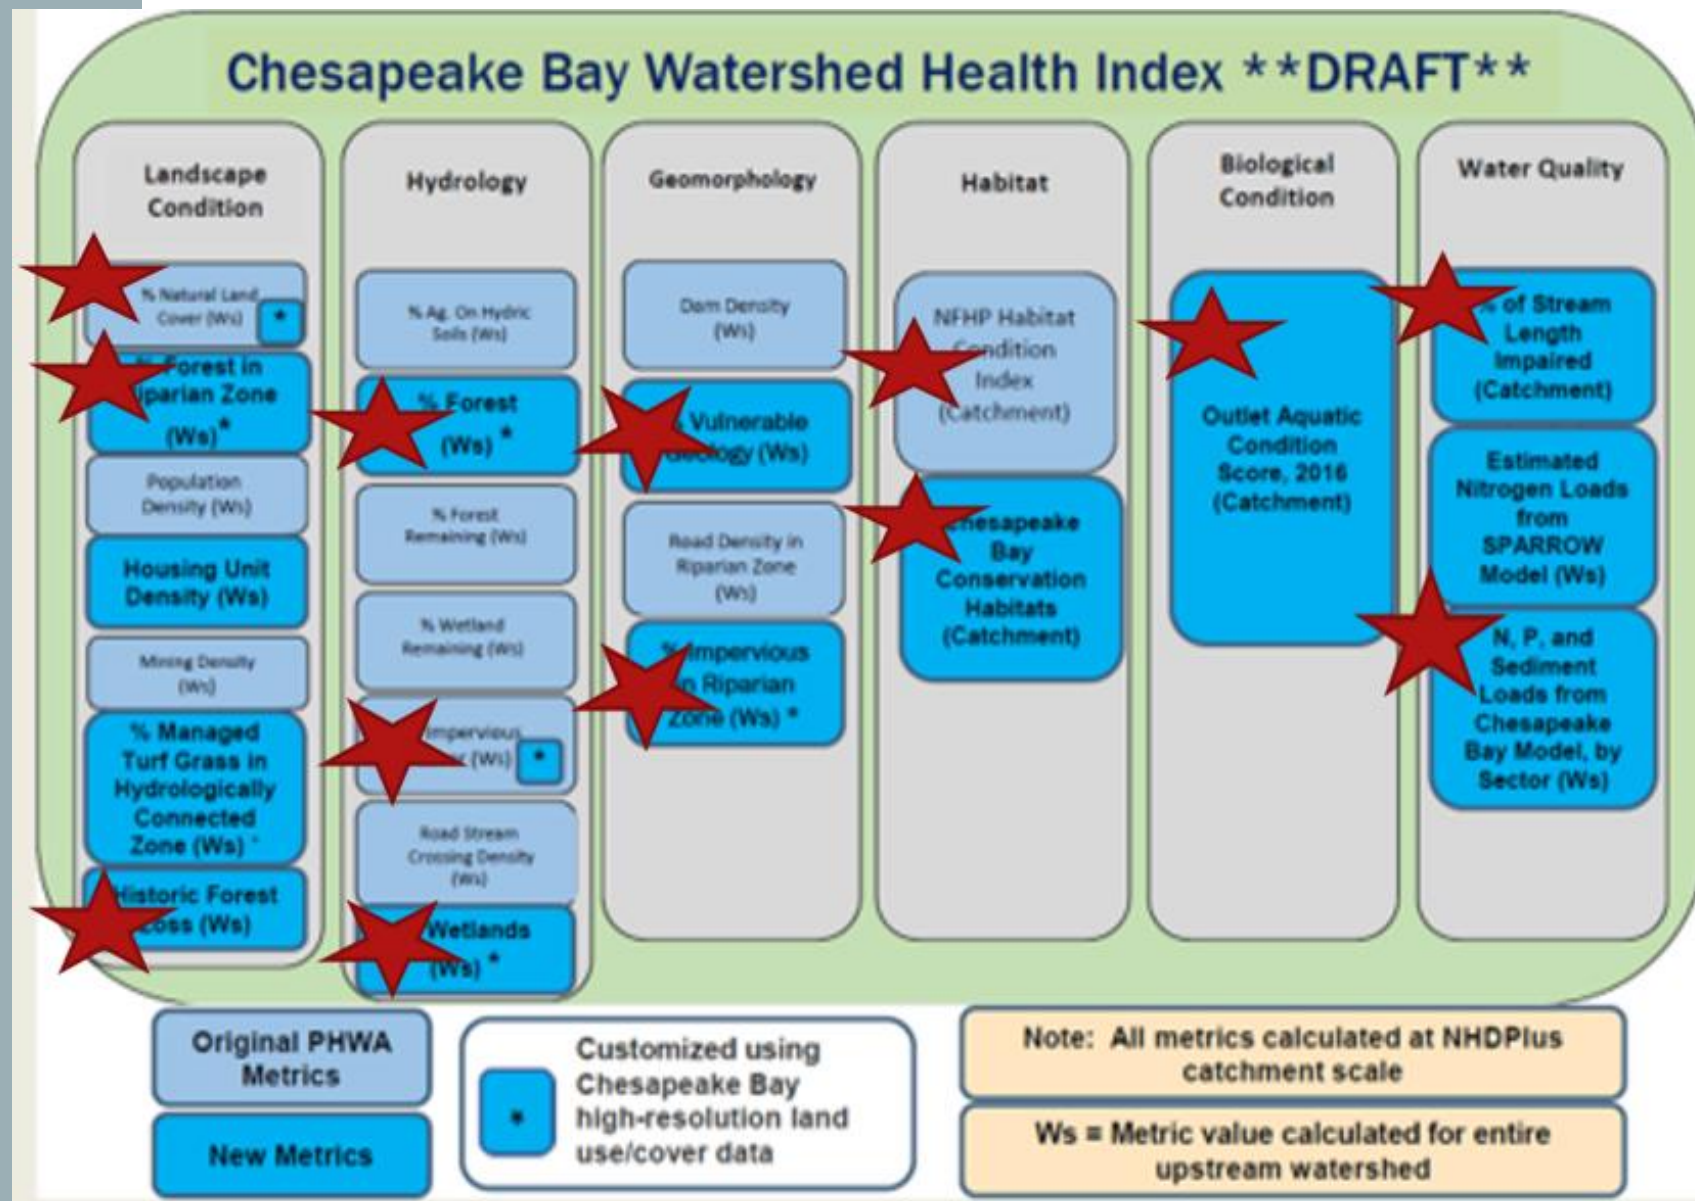 Chesapeake Bay Watershed Health Index **DRAFT**
Landscape
Condition
% Natural Land
Cover (Ws)
*
% Forest in
Riparian Zone
(Ws)*
Population
Density (Ws)
Housing Unit
Density (Ws)
Mining Density
(Ws)
% Managed
Turf Grass in
Hydrologically
Connected
Zone (Ws) *
Historic Forest
Loss (Ws)
Hydrology
% Ag. On Hydric
Soils (Ws)
% Forest
(Ws) *
% Forest
Remaining (Ws)
% Wetland
Remaining (Ws)
Impervious
(Ws)
*
Road Stream
Crossing Density
(Ws)
Wetlands
(Ws) *
Geomorphology
Dam Density
(Ws)
Vulnerable
Geology (Ws)
Road Density in
Riparian Zone
(Ws)
% Impervious
in Riparian
Zone (Ws) *
Habitat
NFHP Habitat
Condition
Index
(Catchment)
Chesapeake
Bay
Conservation
Habitats
(Catchment)
Biological
Condition
Outlet Aquatic
Condition
Score, 2016
(Catchment)
Water Quality
% of Stream
Length
Impaired
(Catchment)
Estimated
Nitrogen Loads
from
SPARROW
Model (Ws)
N, P, and
Sediment
Loads from
Chesapeake
Bay Model, by
Sector (Ws)
Original PHWA
Metrics
New Metrics
*
Customized using
Chesapeake Bay
high-resolution land
use/cover data
Note: All metrics calculated at NHDPlus
catchment scale
Ws = Metric value calculated for entire
upstream watershed